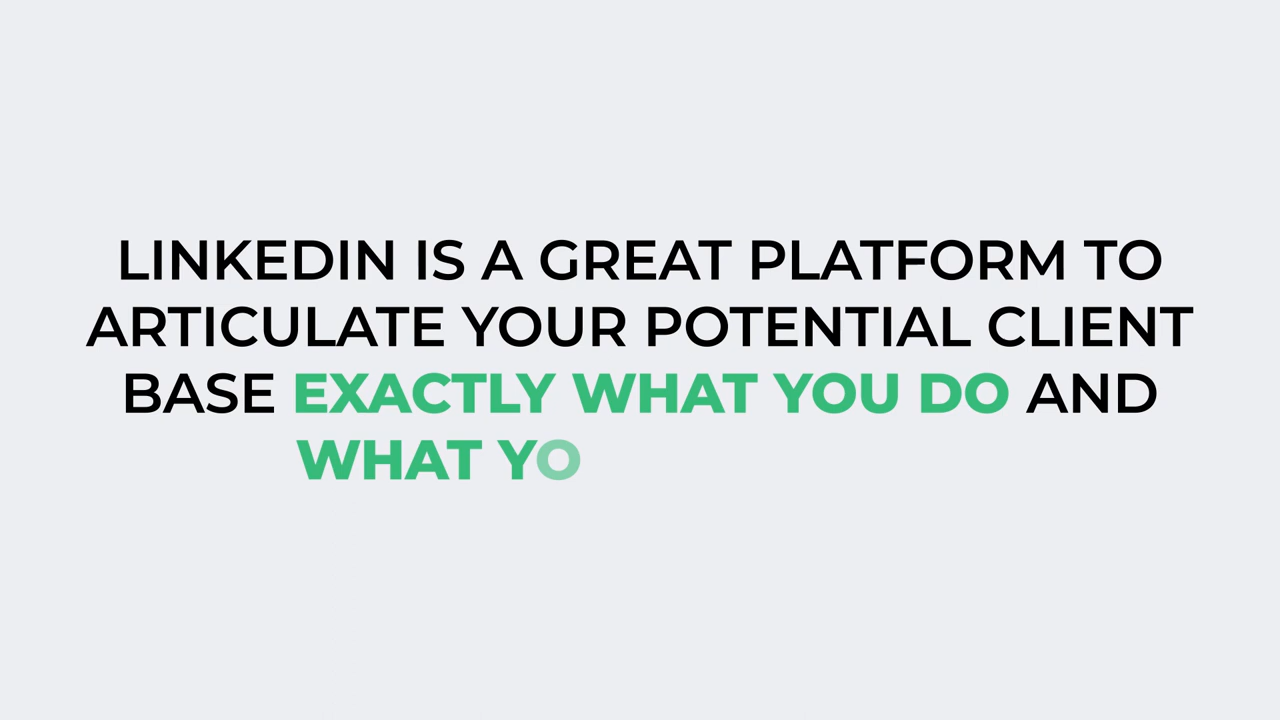 LINKEDIN IS A GREAT PLATFORM TO
ARTICULATE YOUR POTENTIAL CLIENT
BASE EXACTLY WHAT YOU DO AND
WHAT YO